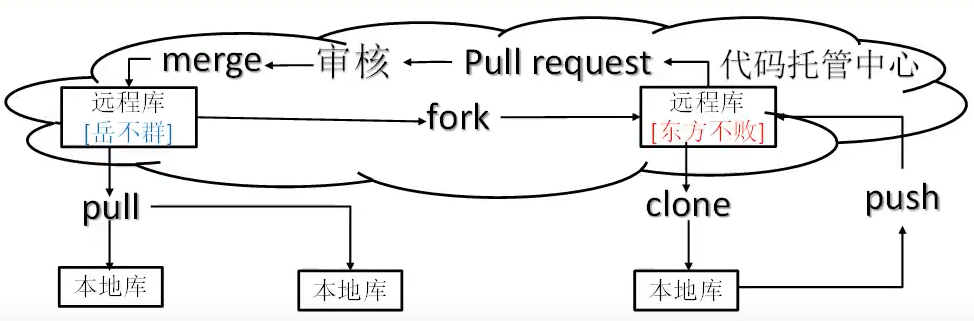 merge
审核
Pull request
代码托管中心
远程库
[岳不群]
fork
远程库
[东方不败]
pull
clone
push
本地库
本地库
本地库